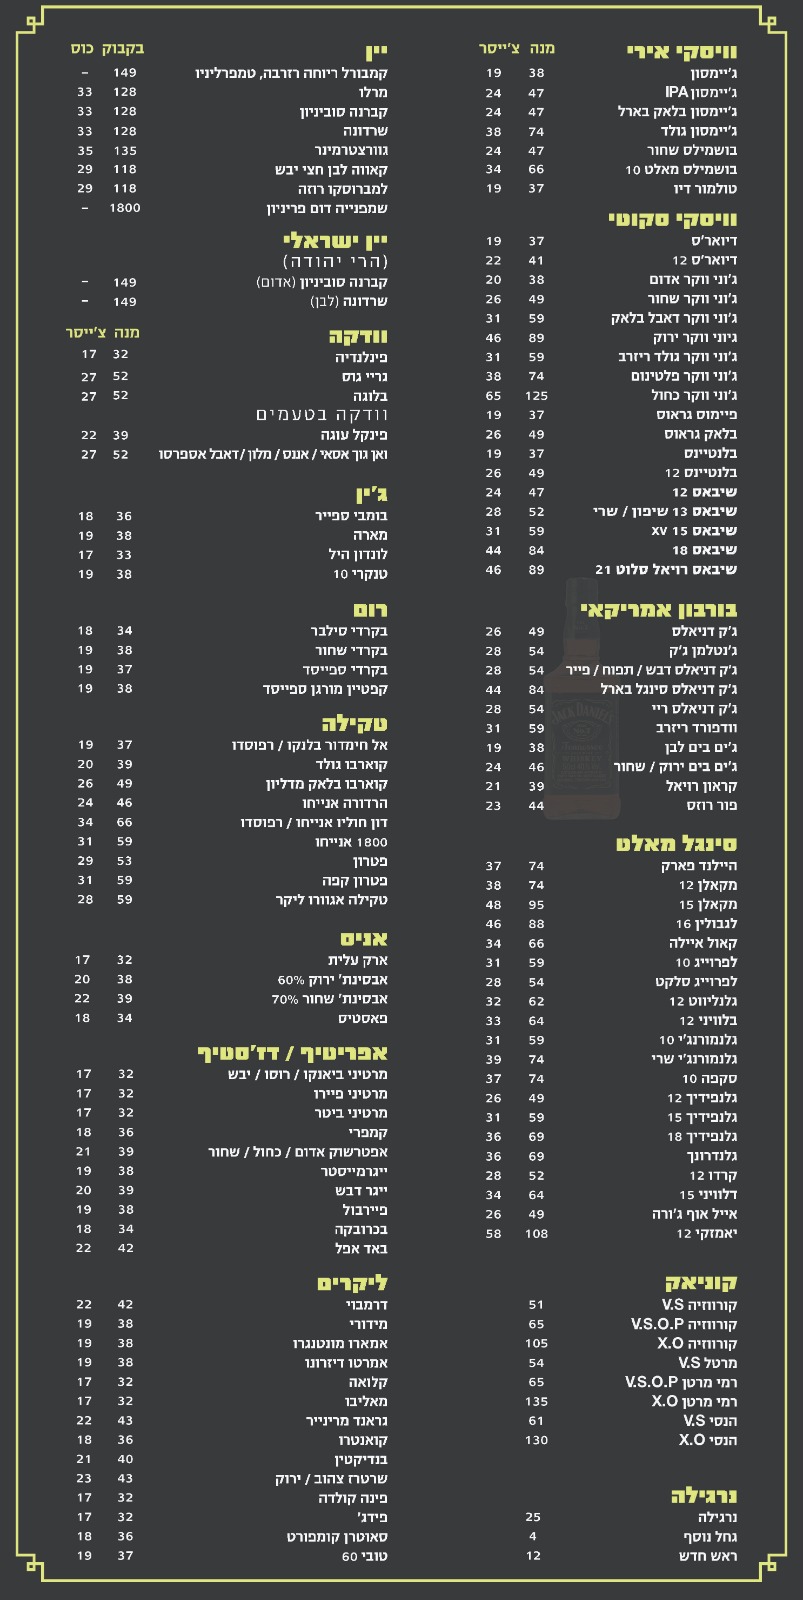 וויסקי אירי מנה צ'ייסר
ג'יימסון 38 19
ג'יימסון IPA 47 24
ג'יימסון בלאק בארל 47 24
ג'יימסון גולד 74 38
בושמילס שחור 47 24
בושמילס מאלט 10 66 34
טולמור דיו 37 19
וויסקי סקוטי
דיואר'ס 37 19
דיואר'ס 12 41 22
ג'וני ווקר אדום 38 20
ג'וני ווקר שחור 49 26
ג'וני ווקר דאבל בלאק 59 31
גיוני ווקר ירוק 89 46
ג'וני ווקר גולד ריזרב 59 31
ג'וני ווקר פלטינום 74 38
ג'וני ווקר כחול 125 65
פיימוס גראוס 37 19
בלאק גראוס 49 26
בלנטיינס 37 19
בלנטיינס 12 49 26
שיבאס 12 47 24
שיבאס 13 שיפון / שרי 52 28
שיבאס 15 XV 59 31
שיבאס 18 84 44
שיבאס רויאל סלוט 21 89 46
בורבון אמריקאי
ג'ק דניאלס 49 26
ג'נטלמן ג'ק 54 28
ג'ק דניאלס דבש / תפוח / פייר 54 28
ג'ק דניאלס סינגל בארל 84 44
ג'ק דניאלס ריי 54 28
וודפורד ריזרב 59 31
ג'ים בים לבן 38 19
ג'ים בים ירוק / שחור 46 24
קראון רויאל 39 21
פור רוזס 44 23
סינגל מאלט
היילנד פארק 74 37
מקאלן 12 74 38
מקאלן 15 95 48
לגבולין 16 88 46
קאול איילה 66 34
לפרוייג 10 59 31
לפרוייג סלקט 54 28
גלנליווט 12 62 32
בלוויני 12 64 33
גלנמורנג'י 10 59 31
גלנמורנג'י שרי 74 39
סקפה 10 74 37
גלנפידיך 12 49 26
גלנפידיך 15 59 31
גלנפידיך 18 69 36
גלנדרונך 69 36
קרדו 12 52 28
דלוויני 15 64 34
אייל אוף ג'ורה 49 26
יאמזקי 12 108 58
קוניאק
קורווזיה V.S 51
קורווזיה V.S.O.P 65
קורווזיה X.O 105
מרטל V.S 54
רמי מרטן V.S.O.P 65
רמי מרטן X.O 135
הנסי V.S 61
הנסי X.O 130
נרגילה
נרגילה 25
גחל נוסף 4
ראש חדש 12
יין בקבוק כוס
קמבורל ריוחה רזרבה, טמפרליניו 149 –
מרלו 128 33
קברנה סוביניון 128 33
שרדונה 128 33
גוורצטרמינר 135 35
קאווה לבן חצי יבש 118 29
למברוסקו רוזה 118 29
שמפנייה דום פריניון 1800 –
יין ישראלי
(הרי יהודה)
קברנה סוביניון (אדום) 149 –
שרדונה (לבן) 149 –
וודקה מנה צ'ייסר
פינלנדיה 32 17
גריי גוס 52 27
בלוגה 52 27
וודקה בטעמים
פינקל עוגה 39 22
ואן גוך אסאי / אננס / מלון / דאבל אספרסו 52 27
ג'ין
בומבי ספייר 36 18
מארה 38 19
לונדון היל 33 17
טנקרי 10 38 19
רום
בקרדי סילבר 34 18
בקרדי שחור 38 19
בקרדי ספייסד 37 19
קפטיין מורגן ספייסד 38 19
טקילה
אל חימדור בלנקו / רפוסדו 37 19
קוארבו גולד 39 20
קוארבו בלאק מדליון 49 26
הרדורה אנייחו 46 24
דון חוליו אנייחו / רפוסדו 66 34
1800 אנייחו 59 31
פטרון 53 29
פטרון קפה 59 31
טקילה אגוורו ליקר 59 28
אניס
ארק עלית 32 17
אבסינת' ירוק 60% 38 20
אבסינת' שחור 70% 39 22
פאסטיס 34 18
אפריטיף / דז'סטיף
מרטיני ביאנקו / רוסו / יבש 32 17
מרטיני פיירו 32 17
מרטיני ביטר 32 17
קמפרי 36 18
אפטרשוק אדום / כחול / שחור 39 21
ייגרמייסטר 38 19
ייגר דבש 39 20
פיירבול 38 19
בכרובקה 34 18
באד אפל 42 22
ליקרים
דרמבוי 42 22
מידורי 38 19
אמארו מונטנגרו 38 19
אמרטו דיזרונו 38 19
קלואה 32 17
מאליבו 32 17
גראנד מרינייר 43 22
קואנטרו 36 18
בנדיקטין 40 21
שרטרז צהוב / ירוק 43 23
פינה קולדה 32 17
פידג' 32 17
סאוטרן קומפורט 36 18
טובי 60 37 19